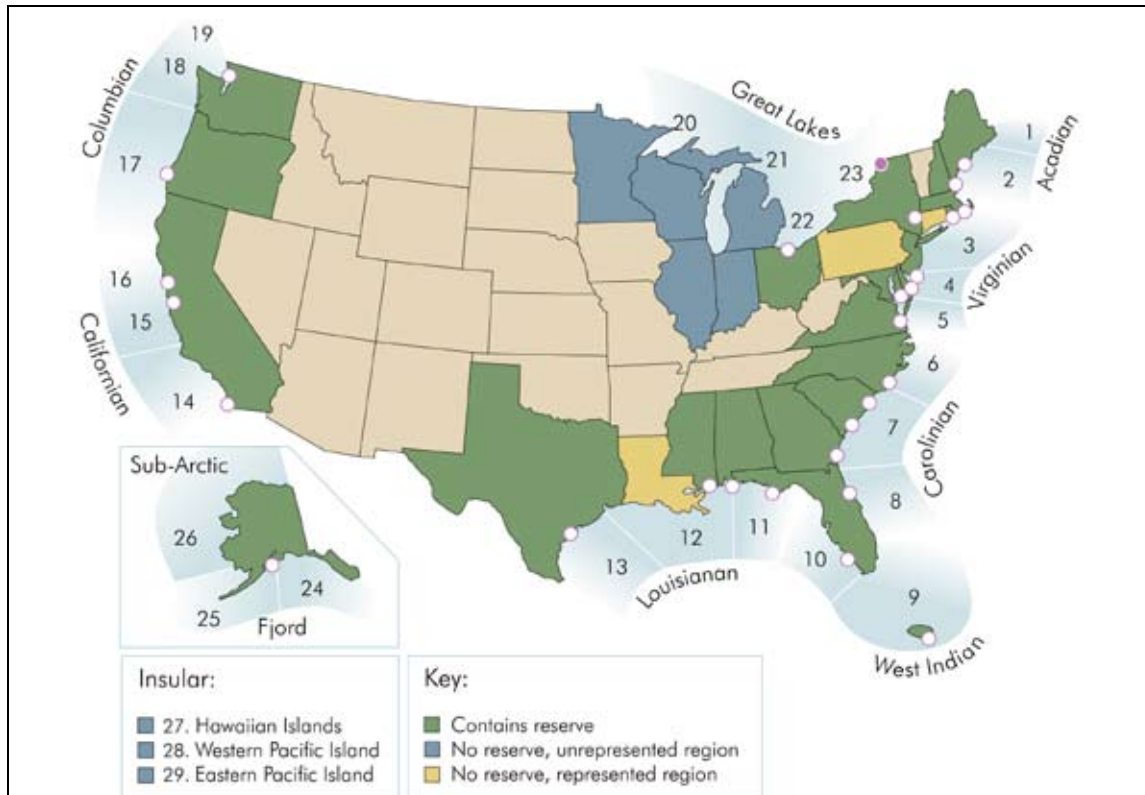 19
18
Columbian
17
16
15
Californian
14
20
Great Lakes
21
23
22
1
Acadian
2
3
Virginian
4
5
6
7
Carolinian
8
12
11
13
Louisianan
10
9
West Indian
Sub-Arctic
26
24
25
Fjord
Insular:
27. Hawaiian Islands
28. Western Pacific Island
29. Eastern Pacific Island
Key:
Contains reserve
No reserve, unrepresented region
No reserve, represented region